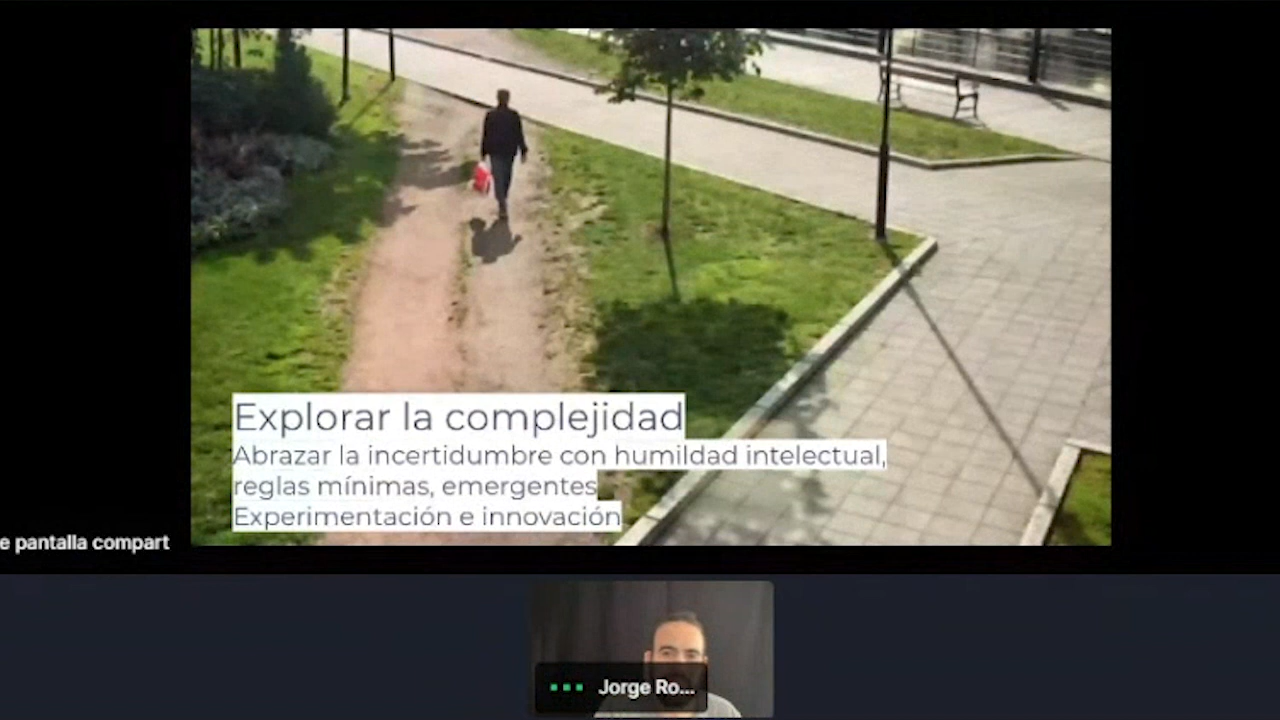 Explorar la complejidad
Abrazar la incertidumbre con humildad intelectual,
reglas mínimas, emergentes
Experimentación e innovación
e pantalla compart
Jorge Ro...